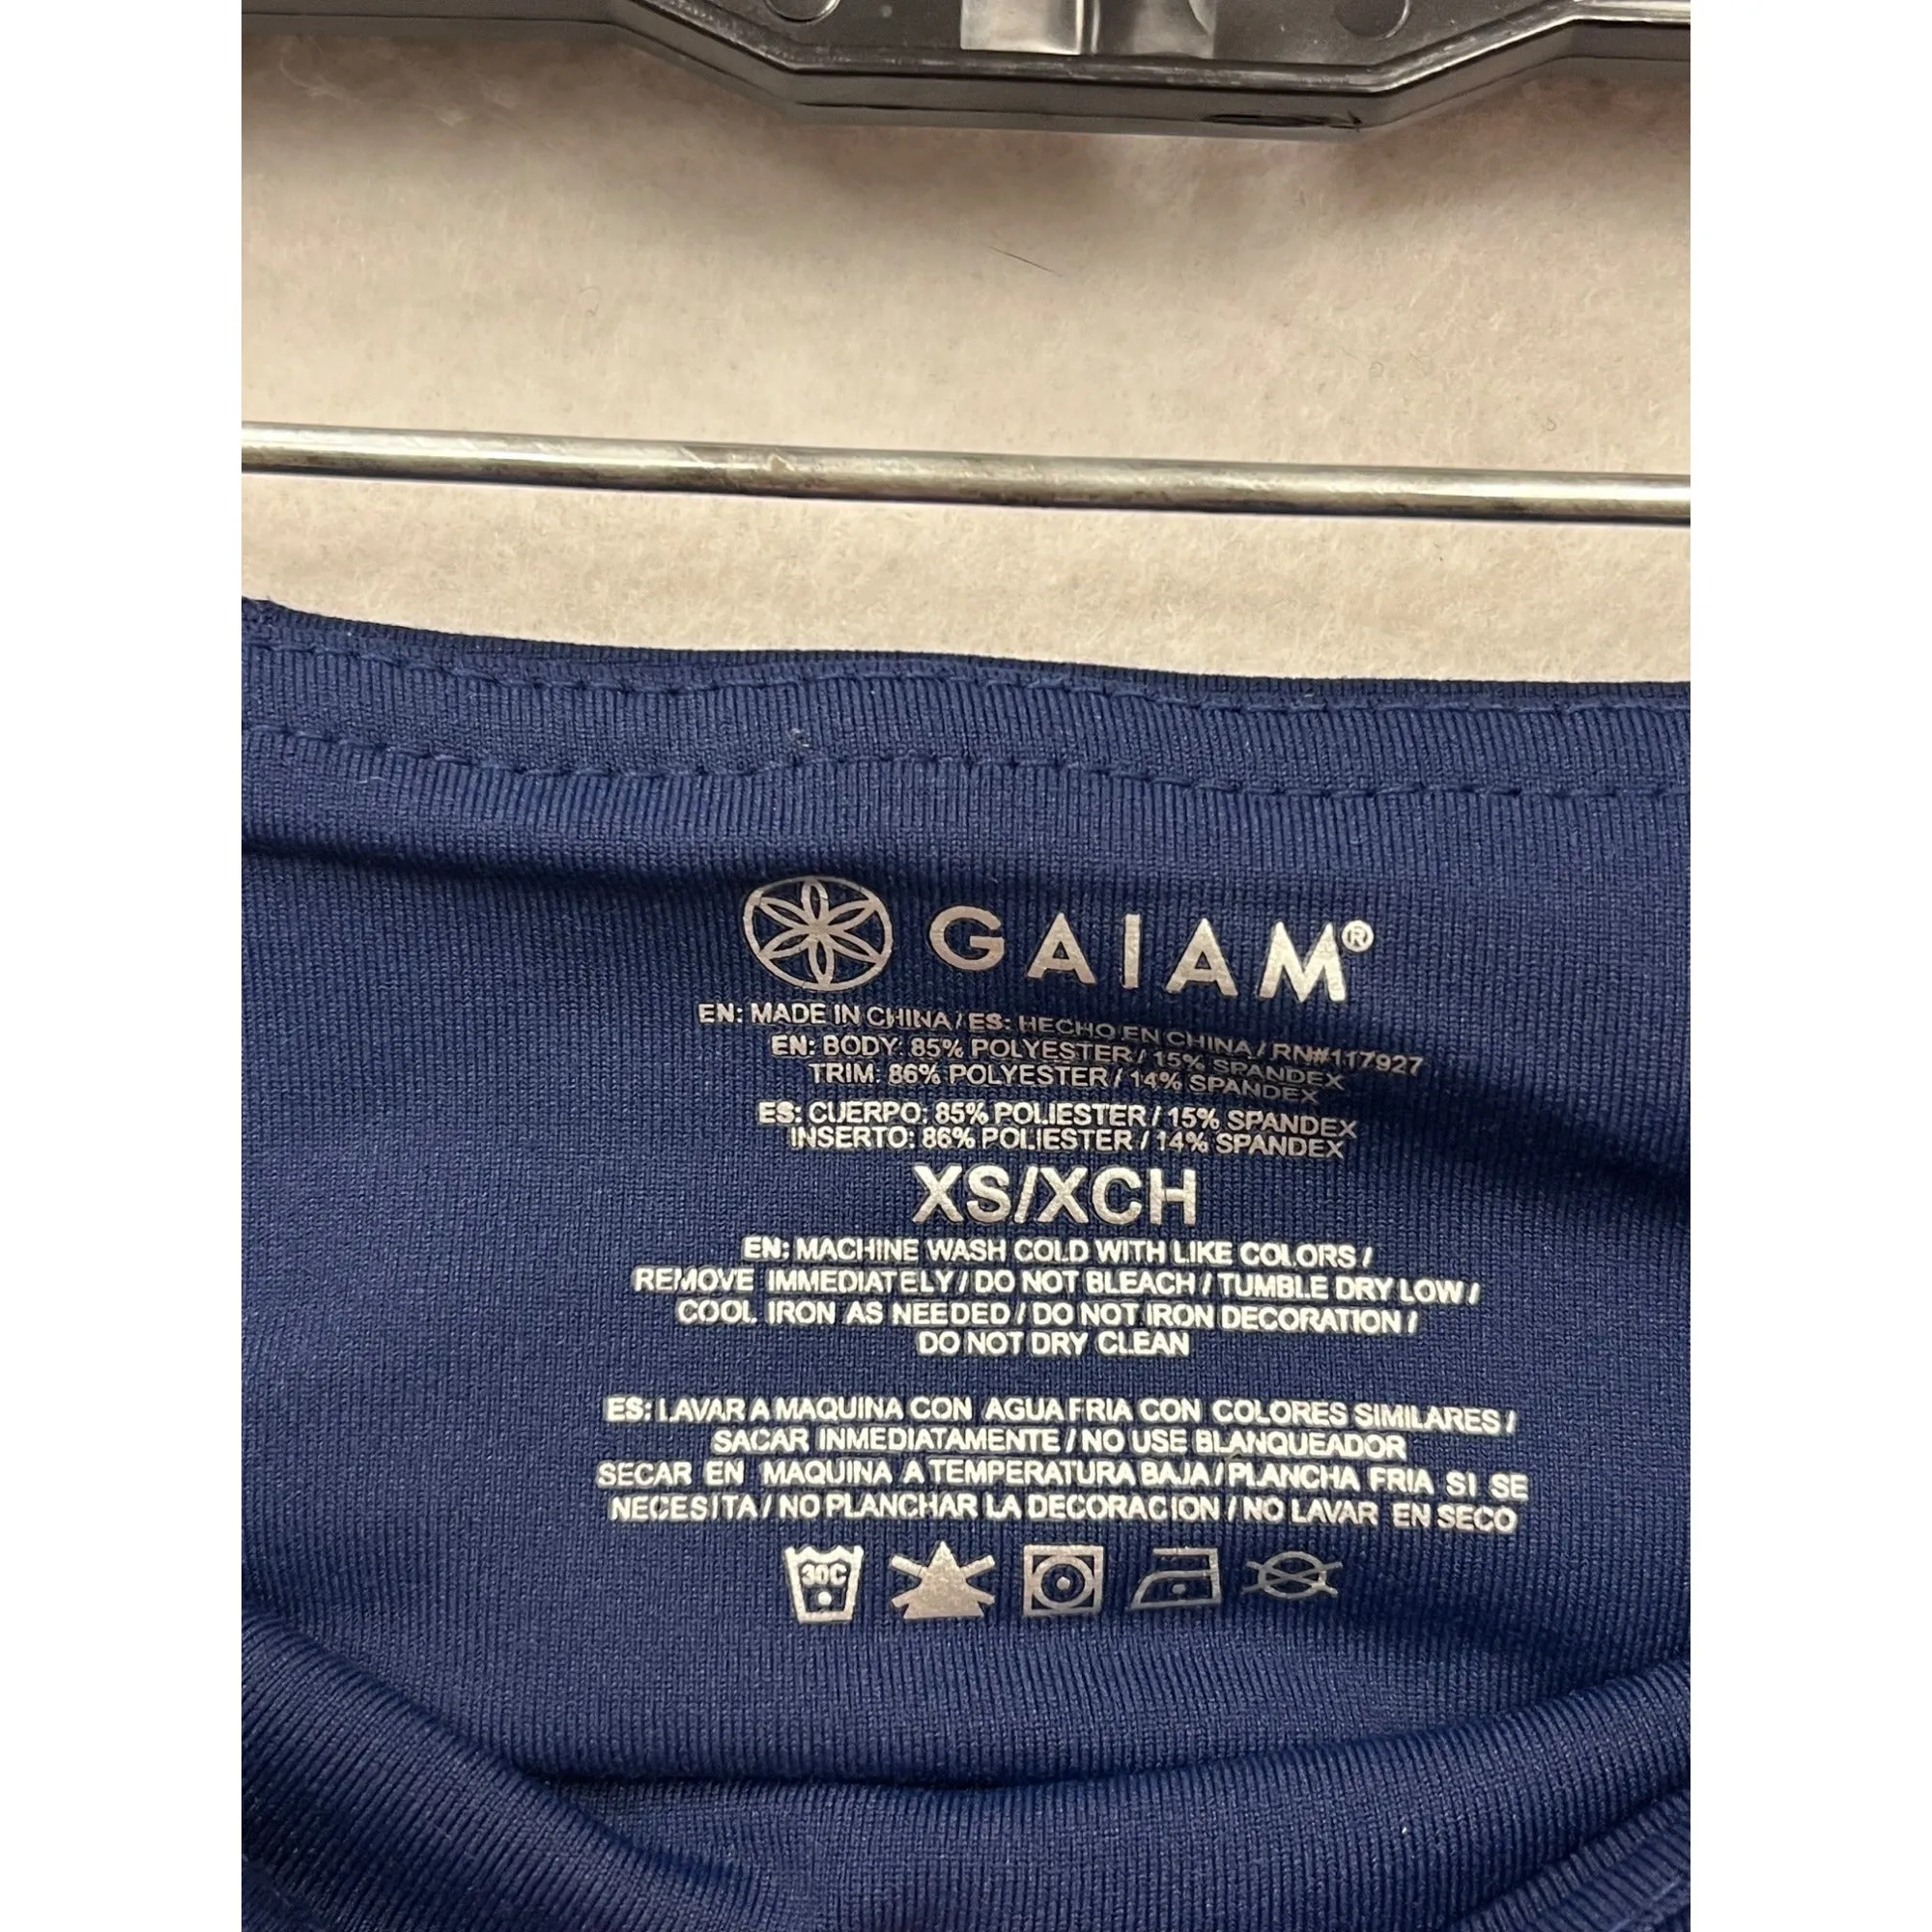 GAIAM®
EN: MADE IN CHINA / ES: HECHO EN CHINA / RN#117927
EN: BODY: 85% POLYESTER / 15% SPANDEX
TRIM: 86% POLYESTER / 14% SPANDEX
ES: CUERPO: 85% POLIESTER / 15% SPANDEX
INSERTO: 86% POLIESTER / 14% SPANDEX
XS/XCH
EN: MACHINE WASH COLD WITH LIKE COLORS /
REMOVE IMMEDIATELY / DO NOT BLEACH / TUMBLE DRY LOW /
COOL IRON AS NEEDED / DO NOT IRON DECORATION /
DO NOT DRY CLEAN
ES: LAVAR A MAQUINA CON AGUA FRIA CON COLORES SIMILARES /
SACAR INMEDIATAMENTE / NO USE BLANQUEADOR
SECAR EN MAQUINA A TEMPERATURA BAJA / PLANCHA FRIA SI SE
NECESITA / NO PLANCHAR LA DECORACION / NO LAVAR EN SECO
30C